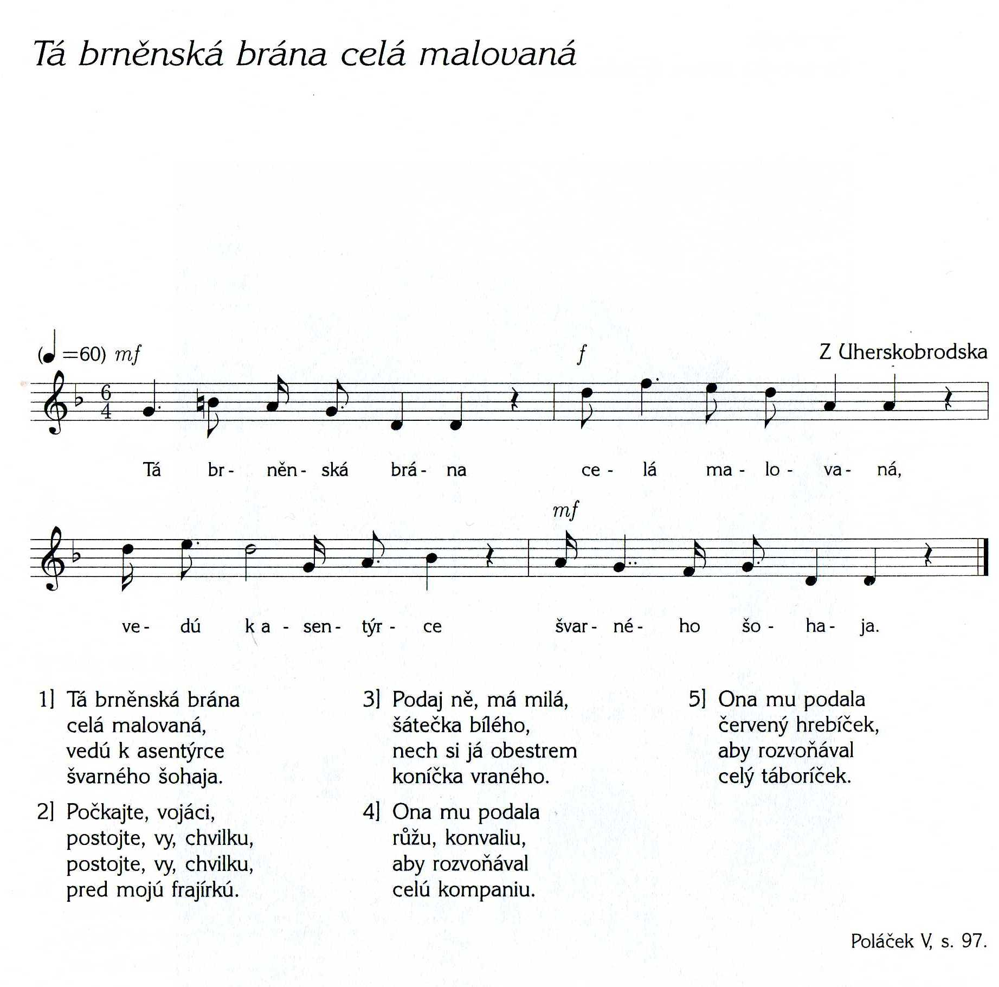 Tá brněnská brána celá malovaná
(♩=60) mf f Z Uherskobrodska
6
4
Tá br- něn- ská brá- na ce- lá ma- lo- va- ná,
mf
ve- dú k a- sen- týr- ce švar- né- ho šo- ha- ja.
1] Tá brněnská brána
celá malovaná,
vedú k asentýrce
švarného šohaja.
2] Počkajte, vojáci,
postojte, vy, chvilku,
postojte, vy, chvilku,
pred mojú frajírkú.
3] Podaj ně, má milá,
šátečka bílého,
nech si já obestrem
koníčka vraného.
4] Ona mu podala
růžu, konvaliu,
aby rozvoňával
celú kompaniu.
5] Ona mu podala
červený hrebíček,
aby rozvoňával
celý táboríček.
Poláček V, s. 97.